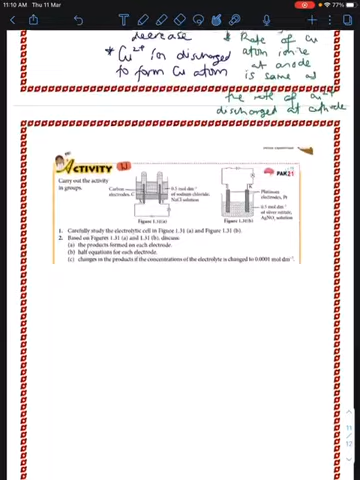 11:10 AM Thu 11 Mar
77%
decrease
* Cu²⁺ ion discharged
to form Cu atom
* Rate of Cu
atom ionise
at anode
is same as
the rate of Cu²⁺
discharged at cathode
ACTIVITY
PAK21
Carry out the activity
in groups.
Carbon
electrodes, C
0.5 mol dm⁻³
of sodium chloride,
NaCl solution
Figure 1.31(a)
Platinum
electrodes, Pt
0.5 mol dm⁻³
of silver nitrate,
AgNO₃ solution
Figure 1.31(b)
1. Carefully study the electrolytic cell in Figure 1.31 (a) and Figure 1.31 (b).
2. Based on Figures 1.31 (a) and 1.31 (b), discuss:
(a) the products formed on each electrode.
(b) half equations for each electrode.
(c) changes in the products if the concentrations of the electrolyte is changed to 0.0001 mol dm⁻³.
11
12